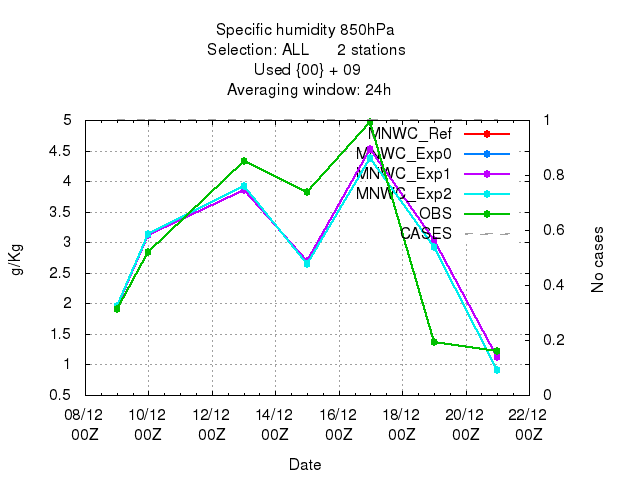 Specific humidity 850hPa
Selection: ALL 2 stations
Used {00} + 09
Averaging window: 24h
5
4.5
4
3.5
3
2.5
2
1.5
1
0.5
g/Kg
1
0.8
0.6
0.4
0.2
0
No cases
MNWC_Ref
MNWC_Exp0
MNWC_Exp1
MNWC_Exp2
OBS
CASES
08/12 10/12 12/12 14/12 16/12 18/12 20/12 22/12
00Z 00Z 00Z 00Z 00Z 00Z 00Z 00Z
Date